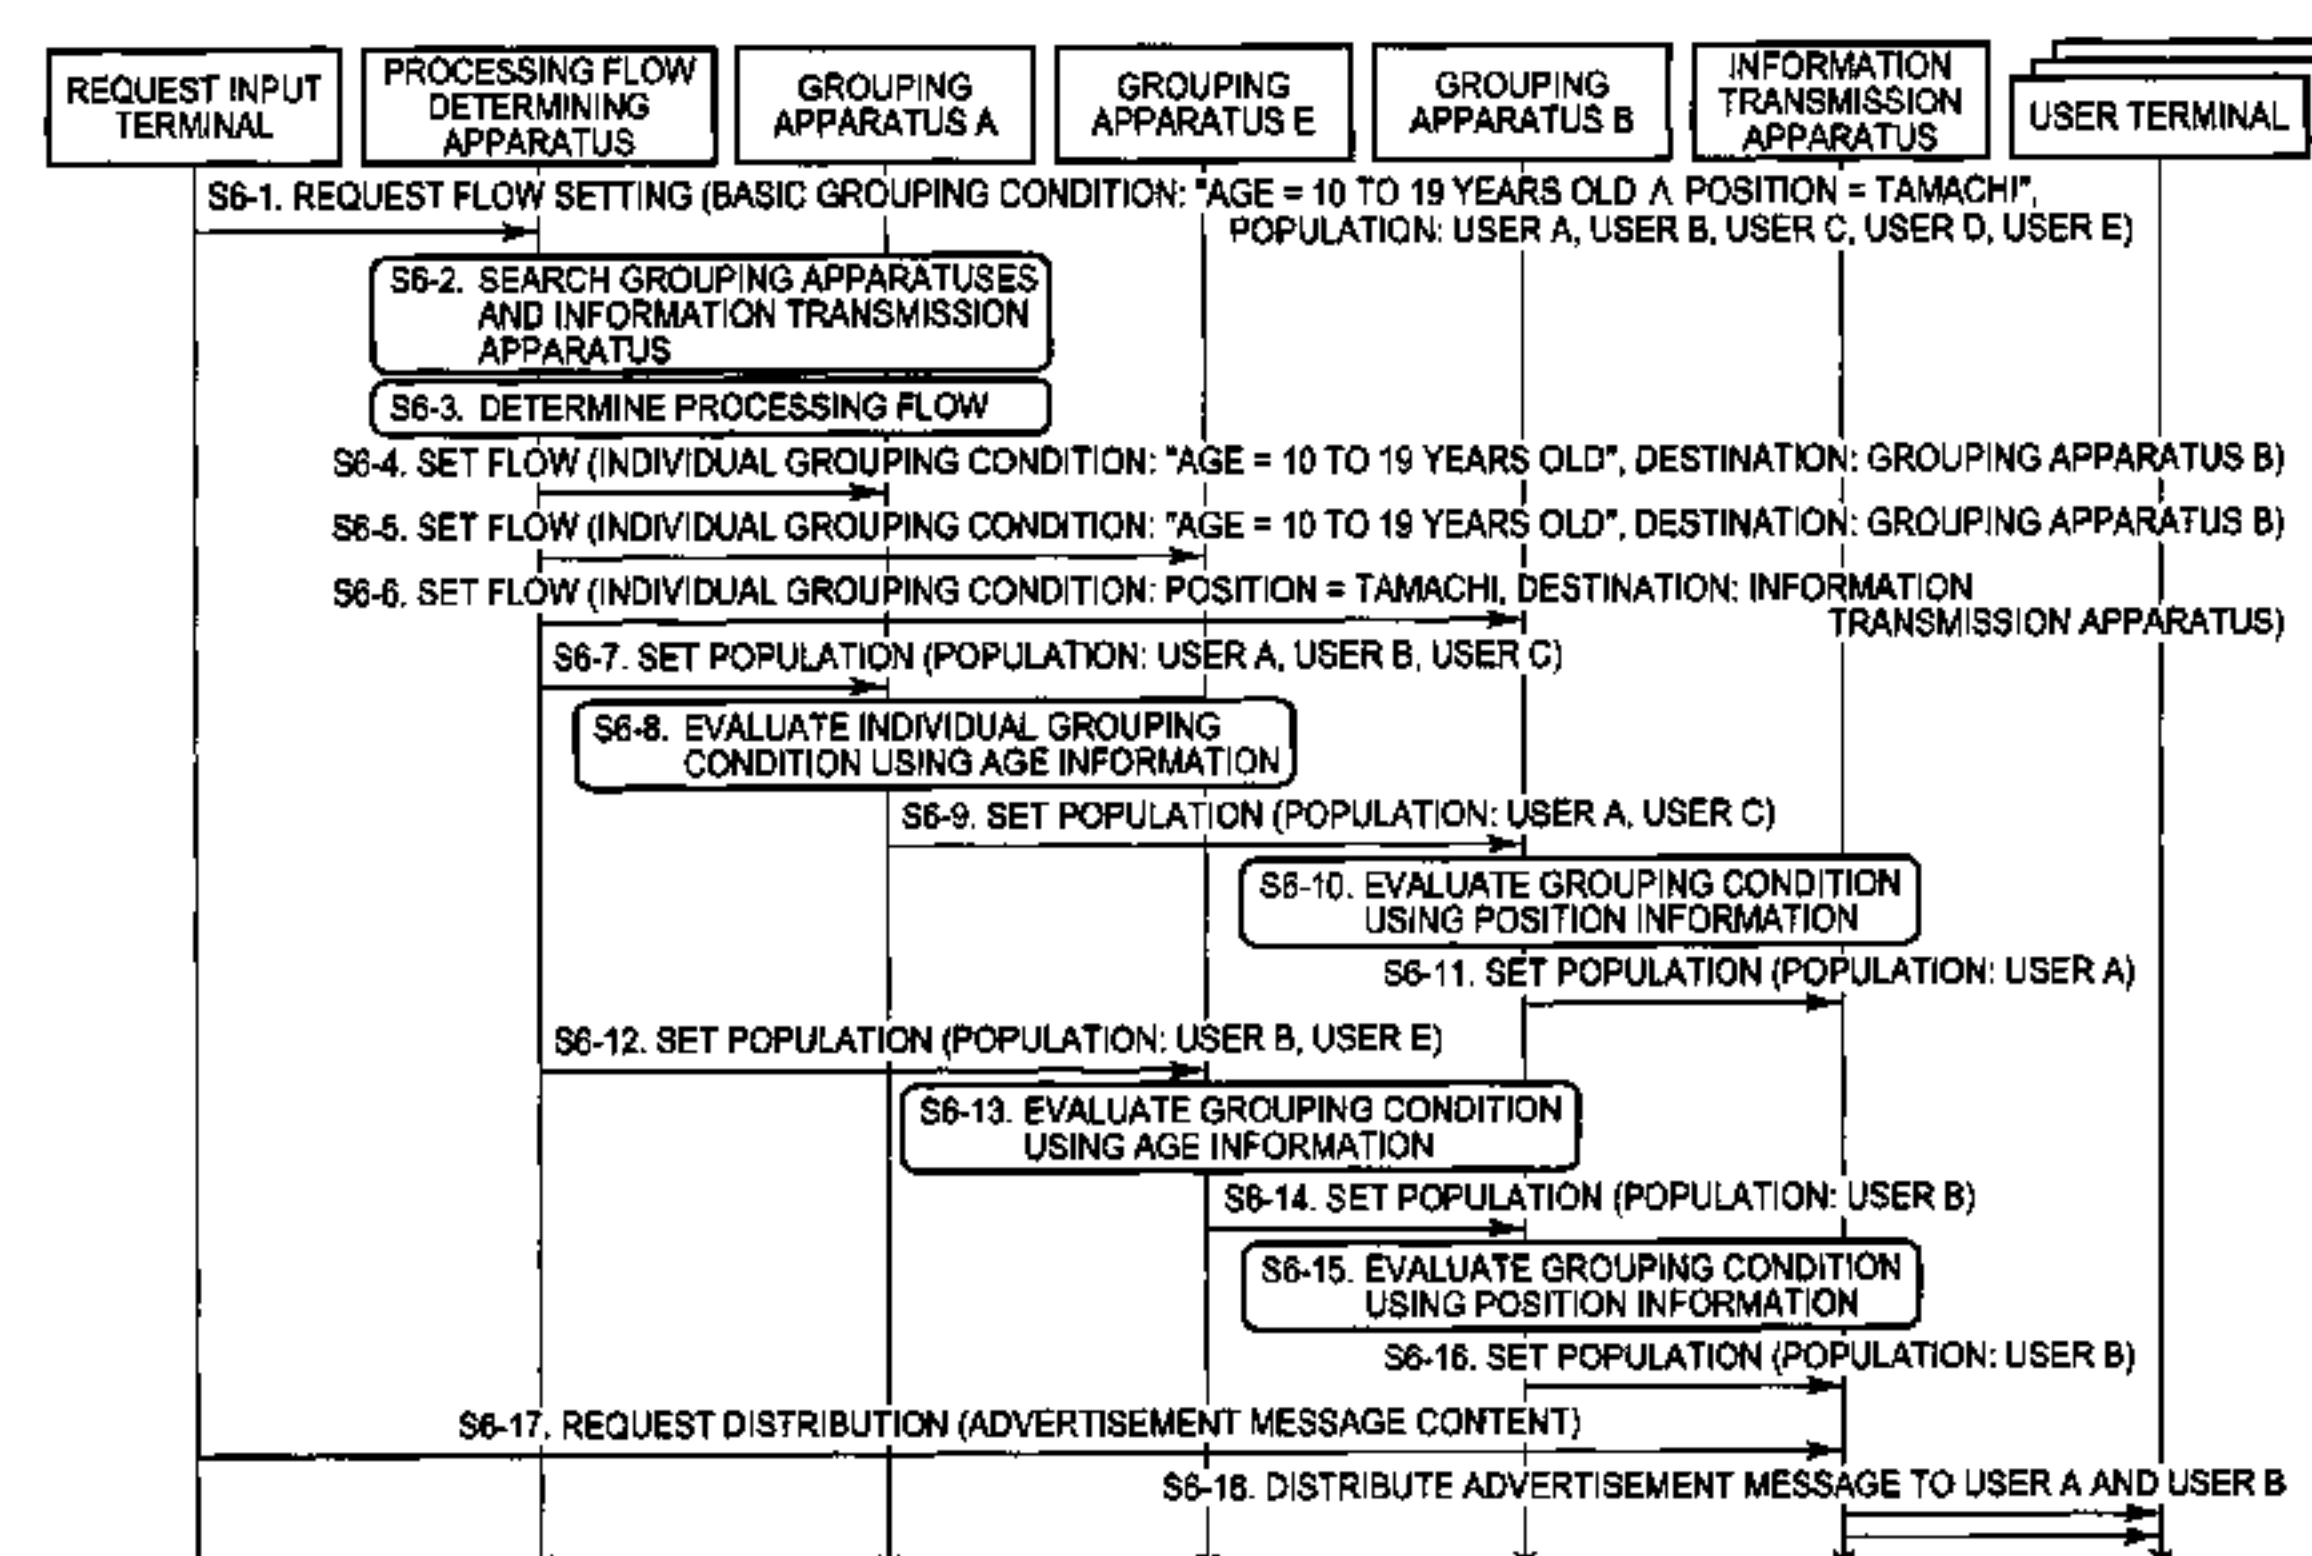 REQUEST INPUT
TERMINAL
PROCESSING FLOW
DETERMINING
APPARATUS
GROUPING
APPARATUS A
GROUPING
APPARATUS E
GROUPING
APPARATUS B
INFORMATION
TRANSMISSION
APPARATUS
USER TERMINAL
S6-1. REQUEST FLOW SETTING (BASIC GROUPING CONDITION: "AGE = 10 TO 19 YEARS OLD Λ POSITION = TAMACHI",
POPULATION: USER A, USER B, USER C, USER D, USER E)
S6-2. SEARCH GROUPING APPARATUSES
AND INFORMATION TRANSMISSION
APPARATUS
S6-3. DETERMINE PROCESSING FLOW
S6-4. SET FLOW (INDIVIDUAL GROUPING CONDITION: "AGE = 10 TO 19 YEARS OLD", DESTINATION: GROUPING APPARATUS B)
S6-5. SET FLOW (INDIVIDUAL GROUPING CONDITION: "AGE = 10 TO 19 YEARS OLD", DESTINATION: GROUPING APPARATUS B)
S6-6. SET FLOW (INDIVIDUAL GROUPING CONDITION: POSITION = TAMACHI, DESTINATION: INFORMATION
TRANSMISSION APPARATUS)
S6-7. SET POPULATION (POPULATION: USER A, USER B, USER C)
S6-8. EVALUATE INDIVIDUAL GROUPING
CONDITION USING AGE INFORMATION
S6-9. SET POPULATION (POPULATION: USER A, USER C)
S6-10. EVALUATE GROUPING CONDITION
USING POSITION INFORMATION
S6-11. SET POPULATION (POPULATION: USER A)
S6-12. SET POPULATION (POPULATION: USER B, USER E)
S6-13. EVALUATE GROUPING CONDITION
USING AGE INFORMATION
S6-14. SET POPULATION (POPULATION: USER B)
S6-15. EVALUATE GROUPING CONDITION
USING POSITION INFORMATION
S6-16. SET POPULATION (POPULATION: USER B)
S6-17. REQUEST DISTRIBUTION (ADVERTISEMENT MESSAGE CONTENT)
S6-18. DISTRIBUTE ADVERTISEMENT MESSAGE TO USER A AND USER B